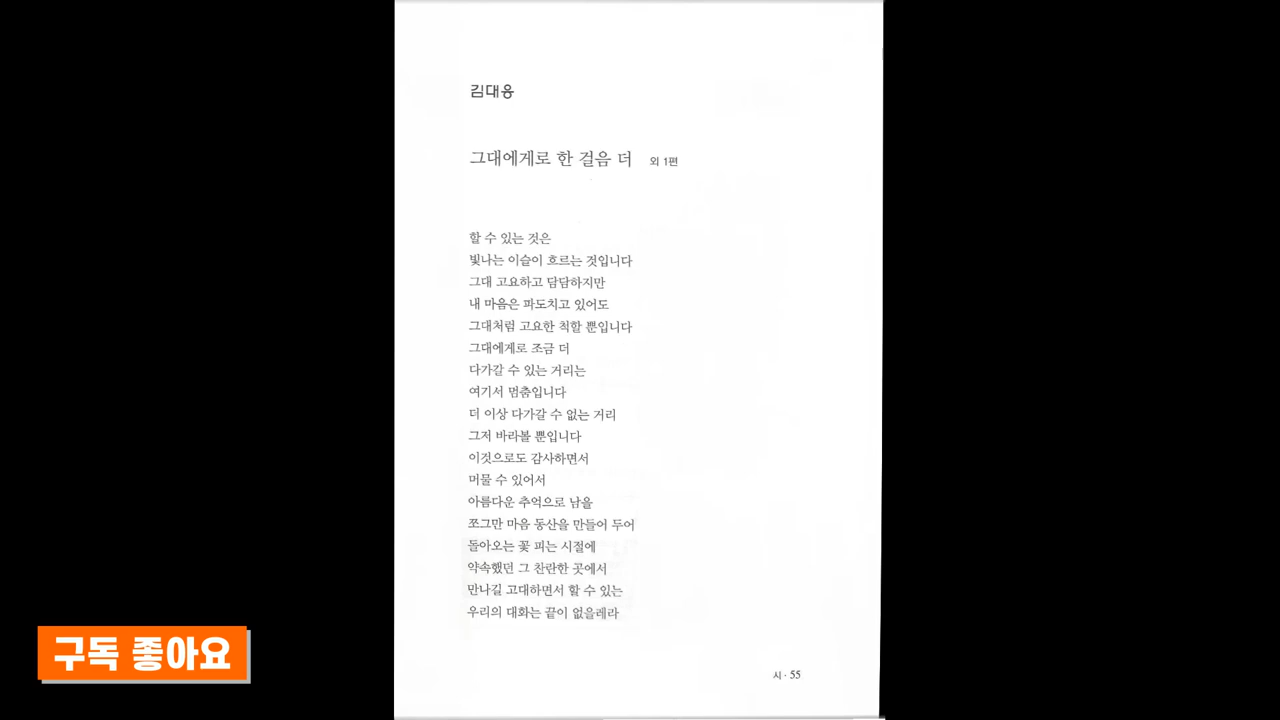 김대응
그대에게로 한 걸음 더 외 1편
할 수 있는 것은
빛나는 이슬이 흐르는 것입니다
그대 고요하고 담담하지만
내 마음은 파도치고 있어도
그대처럼 고요한 척할 뿐입니다
그대에게로 조금 더
다가갈 수 있는 거리는
여기서 멈춤입니다
더 이상 다가갈 수 없는 거리
그저 바라볼 뿐입니다
이것으로도 감사하면서
머물 수 있어서
아름다운 추억으로 남을
쪼그만 마음 동산을 만들어 두어
돌아오는 꽃 피는 시절에
약속했던 그 찬란한 곳에서
만나길 고대하면서 할 수 있는
우리의 대화는 끝이 없을레라
구독 좋아요
시 · 55